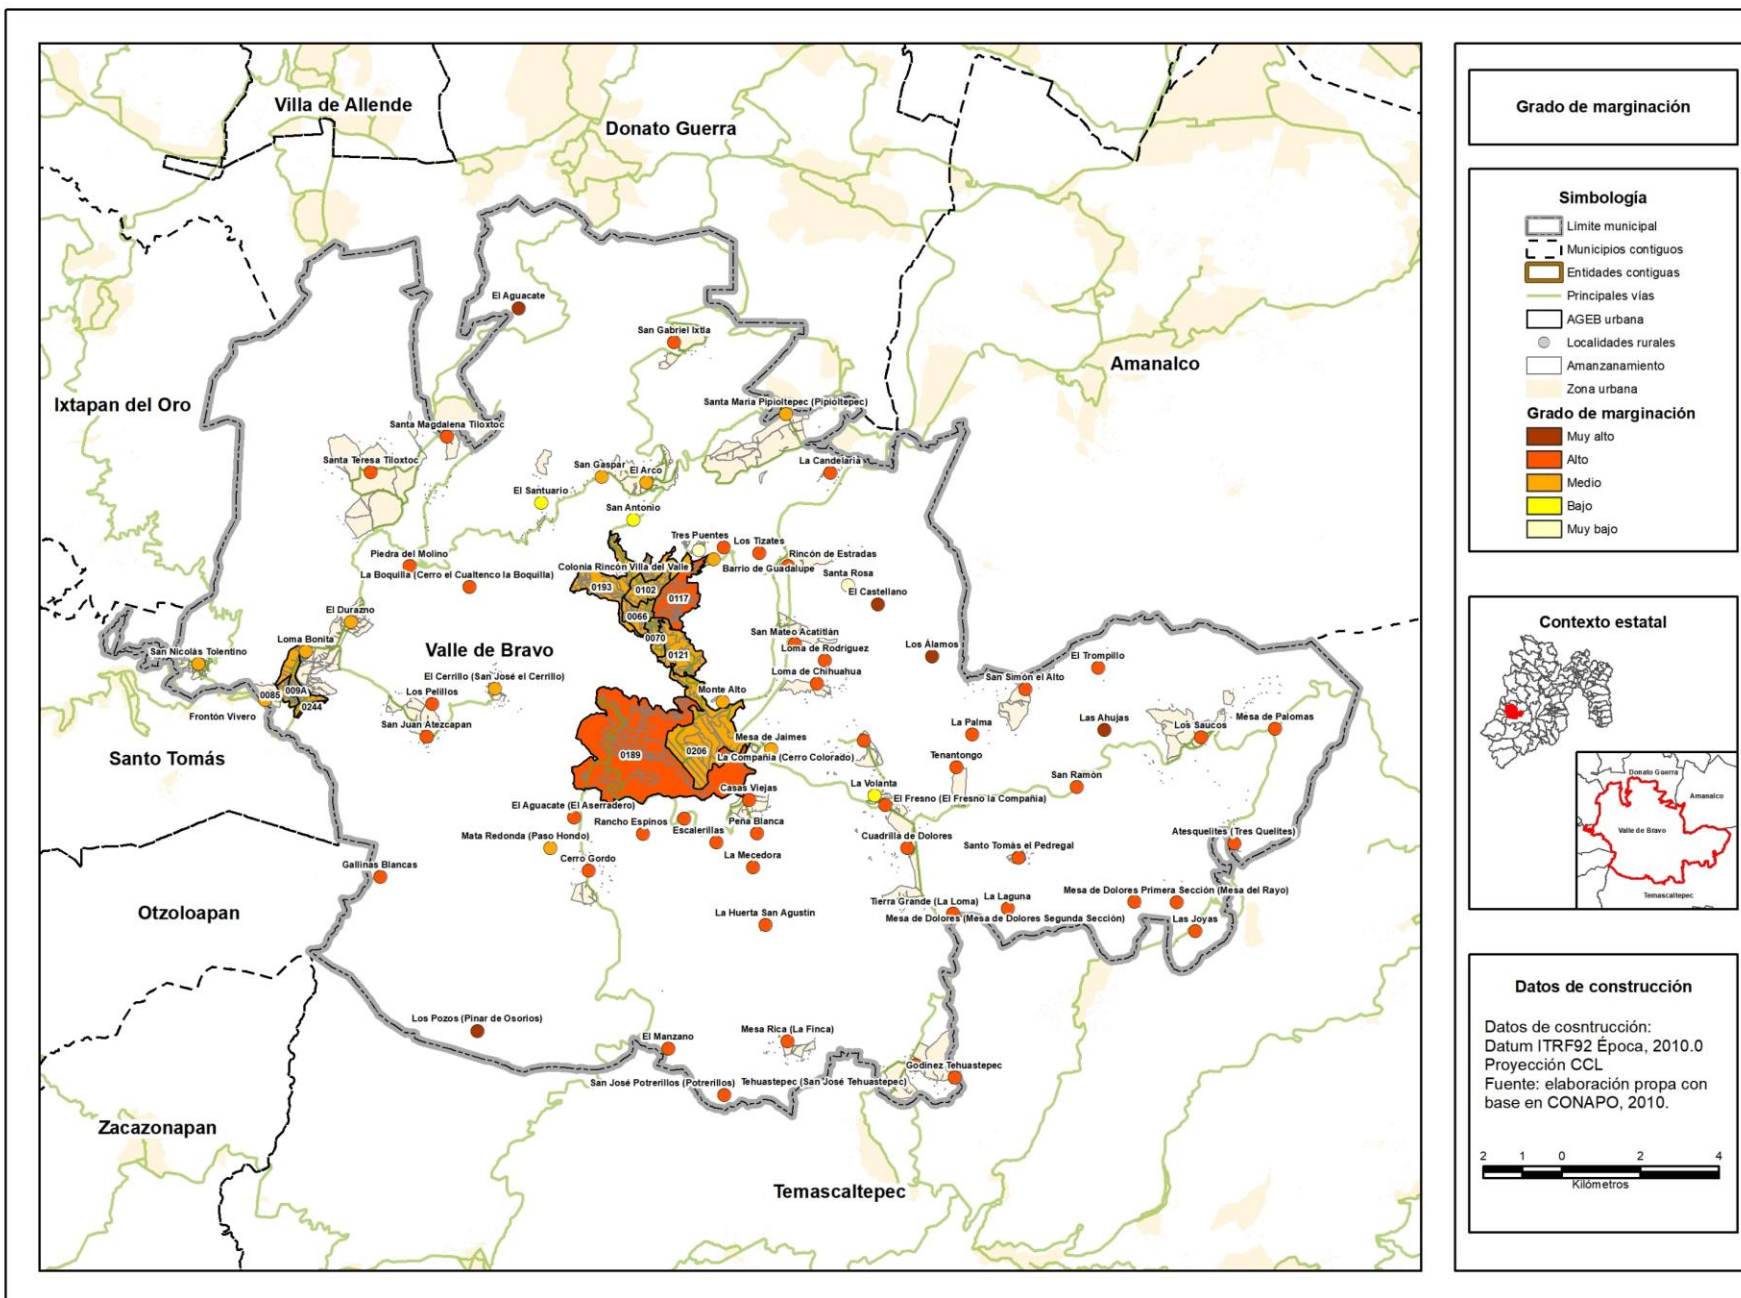 Villa de Allende
Donato Guerra
Amanalco
Ixtapan del Oro
Valle de Bravo
Santo Tomás
Otzoloapan
Zacazonapan
Temascaltepec
El Aguacate
San Gabriel Ixtla
Santa María Pipioltepec (Pipioltepec)
Santa Magdalena Tiloxtoc
Santa Teresa Tiloxtoc
San Gaspar
El Arco
La Candelaria
El Santuario
San Antonio
Tres Puentes
Los Tizates
Piedra del Molino
Rincón de Estradas
Colonia Rincón Villa del Valle
Barrio de Guadalupe
La Boquilla (Cerro el Cualtenco la Boquilla)
Santa Rosa
0193
0102
El Castellano
0117
El Durazno
0066
Loma Bonita
0070
San Mateo Acatitlán
Los Álamos
San Nicolás Tolentino
0121
Loma de Rodríguez
El Trompillo
El Cerrillo (San José el Cerrillo)
Loma de Chihuahua
San Simón el Alto
0085
009A
Los Pelillos
Monte Alto
0244
Frontón Vivero
San Juan Atezcapan
La Palma
Las Ahujas
Los Saucos
Mesa de Palomas
Mesa de Jaimes
0189
0206
La Compañía (Cerro Colorado)
Tenantongo
San Ramón
La Volanta
Casas Viejas
El Fresno (El Fresno la Compañia)
El Aguacate (El Aserradero)
Rancho Espinos
Peña Blanca
Escalerillas
Mata Redonda (Paso Hondo)
Cuadrilla de Dolores
Atesquelites (Tres Quelites)
Santo Tomás el Pedregal
La Mecedora
Gallinas Blancas
Cerro Gordo
Mesa de Dolores Primera Sección (Mesa del Rayo)
La Laguna
Tierra Grande (La Loma)
La Huerta San Agustín
Mesa de Dolores (Mesa de Dolores Segunda Sección)
Las Joyas
Los Pozos (Pinar de Osorios)
El Manzano
Mesa Rica (La Finca)
Godínez Tehuastepec
San José Potrerillos (Potrerillos)
Tehuastepec (San José Tehuastepec)
Grado de marginación
Simbología
Límite municipal
Municipios contiguos
Entidades contiguas
Principales vías
AGEB urbana
Localidades rurales
Amanzanamiento
Zona urbana
Grado de marginación
Muy alto
Alto
Medio
Bajo
Muy bajo
Contexto estatal
Donato Guerra
Amanalco
Valle de Bravo
Temascaltepec
Datos de construcción
Datos de cosntrucción:
Datum ITRF92 Época, 2010.0
Proyección CCL
Fuente: elaboración propa con
base en CONAPO, 2010.
2 1 0 2 4
Kilómetros